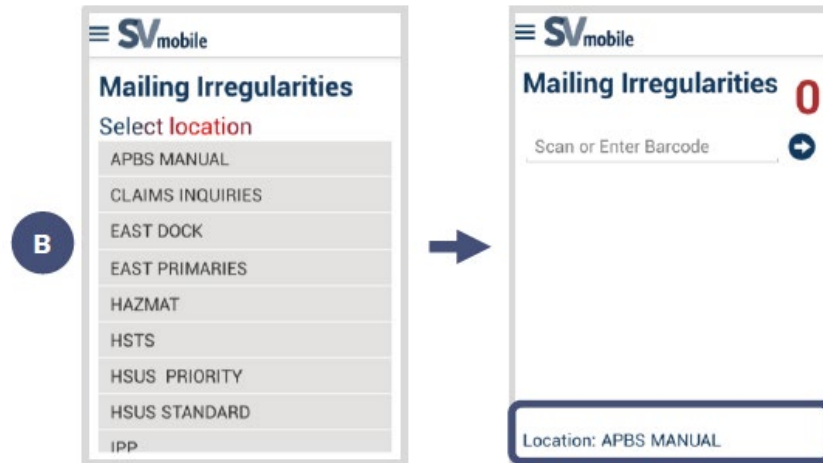 B
SVmobile
Mailing Irregularities
Select location
APBS MANUAL
CLAIMS INQUIRIES
EAST DOCK
EAST PRIMARIES
HAZMAT
HSTS
HSUS PRIORITY
HSUS STANDARD
IPP
SVmobile
Mailing Irregularities
0
Scan or Enter Barcode
Location: APBS MANUAL